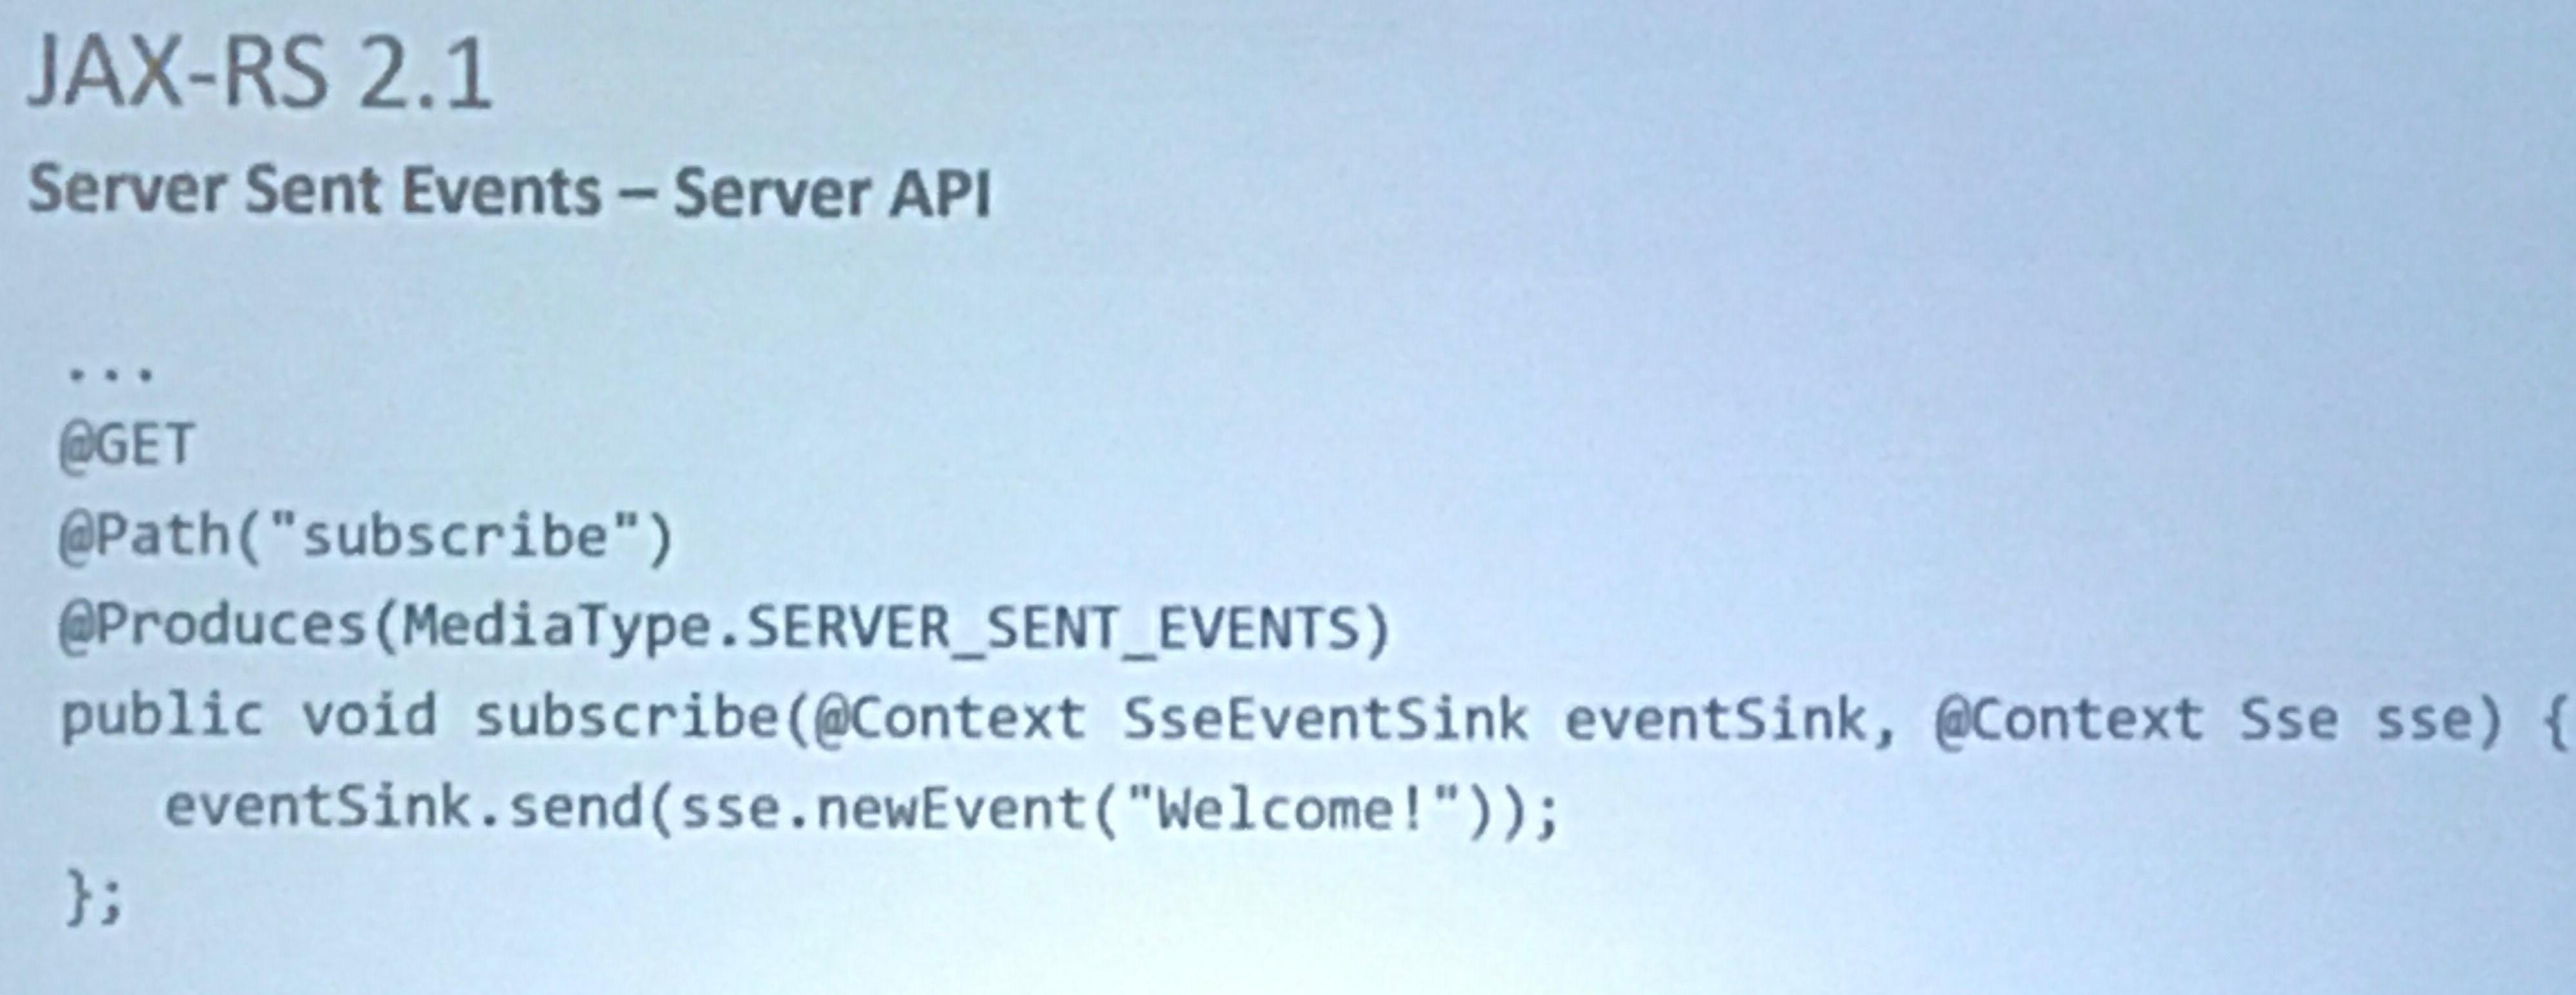 JAX-RS 2.1
Server Sent Events – Server API
...
@GET
@Path("subscribe")
@Produces(MediaType.SERVER_SENT_EVENTS)
public void subscribe(@Context SseEventSink eventSink, @Context Sse sse) {
eventSink.send(sse.newEvent("Welcome!"));
};